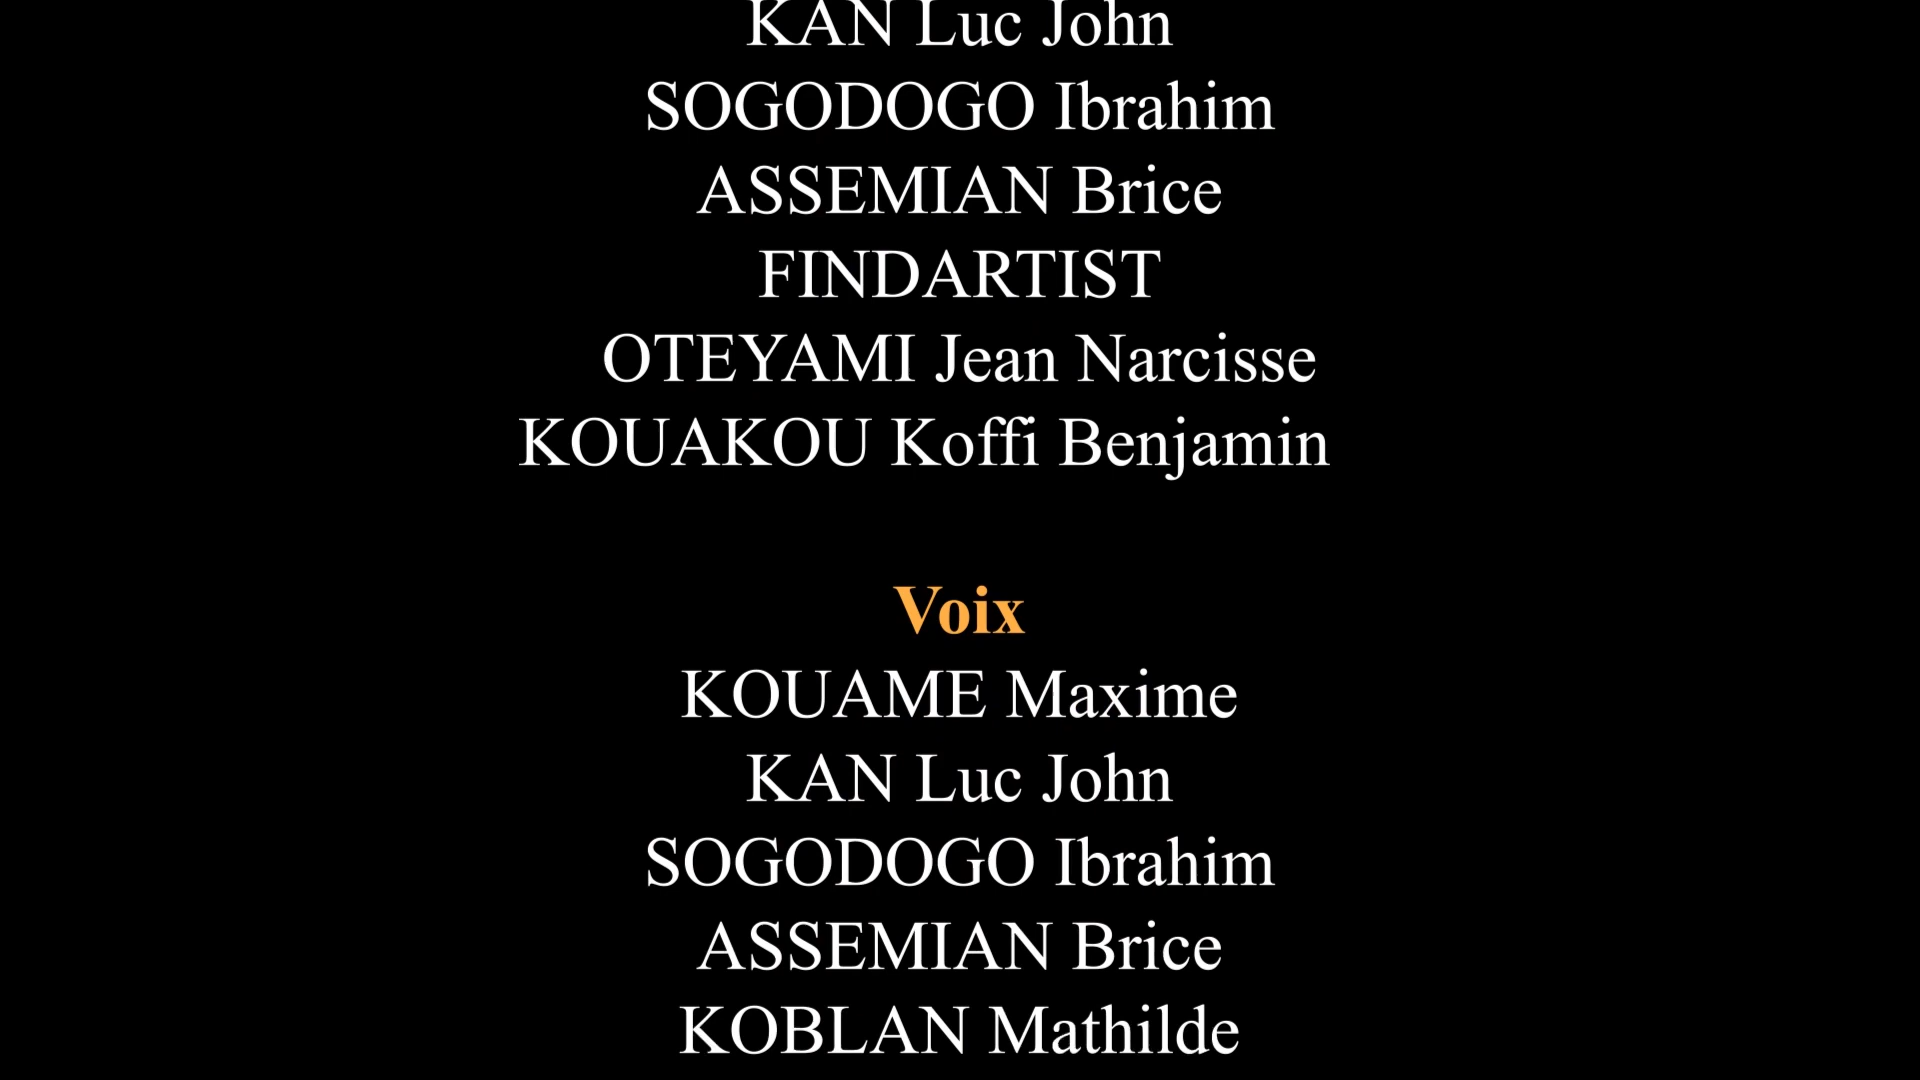 KAN Luc John
SOGODOGO Ibrahim
ASSEMIAN Brice
FINDARTIST
OTEYAMI Jean Narcisse
KOUAKOU Koffi Benjamin
Voix
KOUAME Maxime
KAN Luc John
SOGODOGO Ibrahim
ASSEMIAN Brice
KOBLAN Mathilde